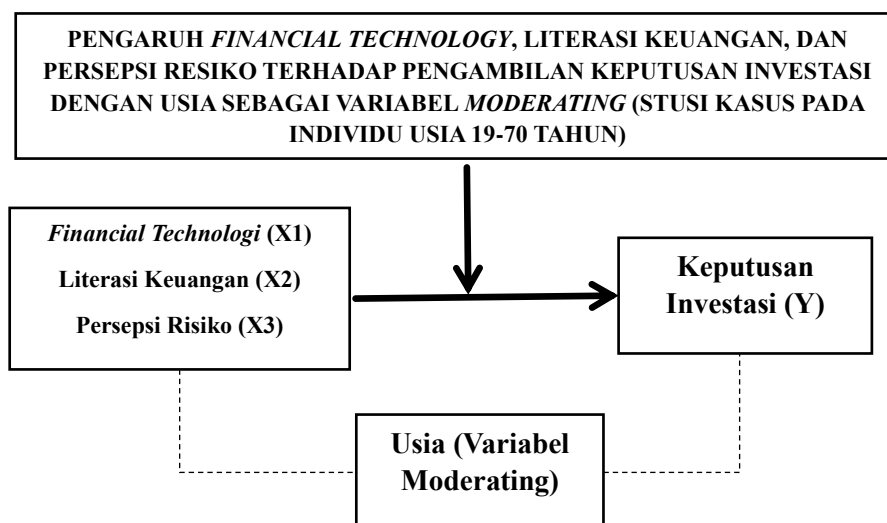 PENGARUH FINANCIAL TECHNOLOGY, LITERASI KEUANGAN, DAN
PERSEPSI RESIKO TERHADAP PENGAMBILAN KEPUTUSAN INVESTASI
DENGAN USIA SEBAGAI VARIABEL MODERATING (STUSI KASUS PADA
INDIVIDU USIA 19-70 TAHUN)
Financial Technologi (X1)
Literasi Keuangan (X2)
Persepsi Risiko (X3)
Keputusan
Investasi (Y)
Usia (Variabel
Moderating)